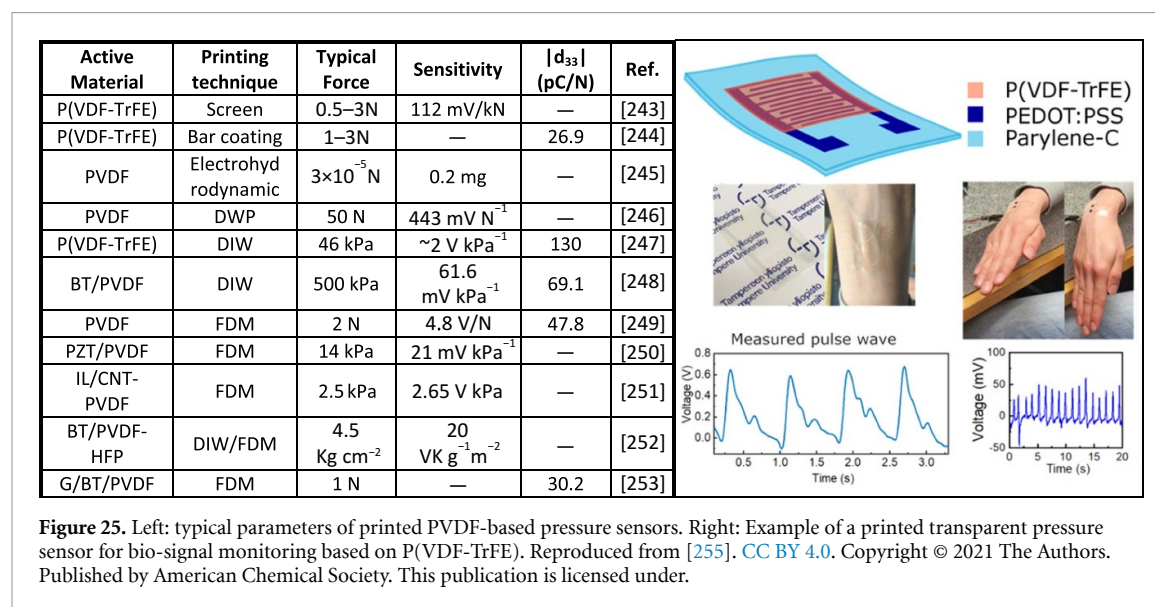 Active Material | Printing technique | Typical Force | Sensitivity | |d₃₃| (pC/N) | Ref.
P(VDF-TrFE) | Screen | 0.5–3N | 112 mV/kN | — | [243]
P(VDF-TrFE) | Bar coating | 1–3N | — | 26.9 | [244]
PVDF | Electrohyd rodynamic | 3×10⁻⁵N | 0.2 mg | — | [245]
PVDF | DWP | 50 N | 443 mV N⁻¹ | — | [246]
P(VDF-TrFE) | DIW | 46 kPa | ~2 V kPa⁻¹ | 130 | [247]
BT/PVDF | DIW | 500 kPa | 61.6 mV kPa⁻¹ | 69.1 | [248]
PVDF | FDM | 2 N | 4.8 V/N | 47.8 | [249]
PZT/PVDF | FDM | 14 kPa | 21 mV kPa⁻¹ | — | [250]
IL/CNT-PVDF | FDM | 2.5 kPa | 2.65 V kPa | — | [251]
BT/PVDF-HFP | DIW/FDM | 4.5 Kg cm⁻² | 20 VK g⁻¹m⁻² | — | [252]
G/BT/PVDF | FDM | 1 N | — | 30.2 | [253]
P(VDF-TrFE)
PEDOT:PSS
Parylene-C
Tampereen yliopisto
Tampere University
Measured pulse wave
Voltage (V)
0.8
0.6
0.4
0.2
0.0
0.5 1.0 1.5 2.0 2.5 3.0
Time (s)
Voltage (mV)
100
50
0
-50
0 5 10 15 20
Time (s)
Figure 25. Left: typical parameters of printed PVDF-based pressure sensors. Right: Example of a printed transparent pressure
sensor for bio-signal monitoring based on P(VDF-TrFE). Reproduced from [255]. CC BY 4.0. Copyright © 2021 The Authors.
Published by American Chemical Society. This publication is licensed under.